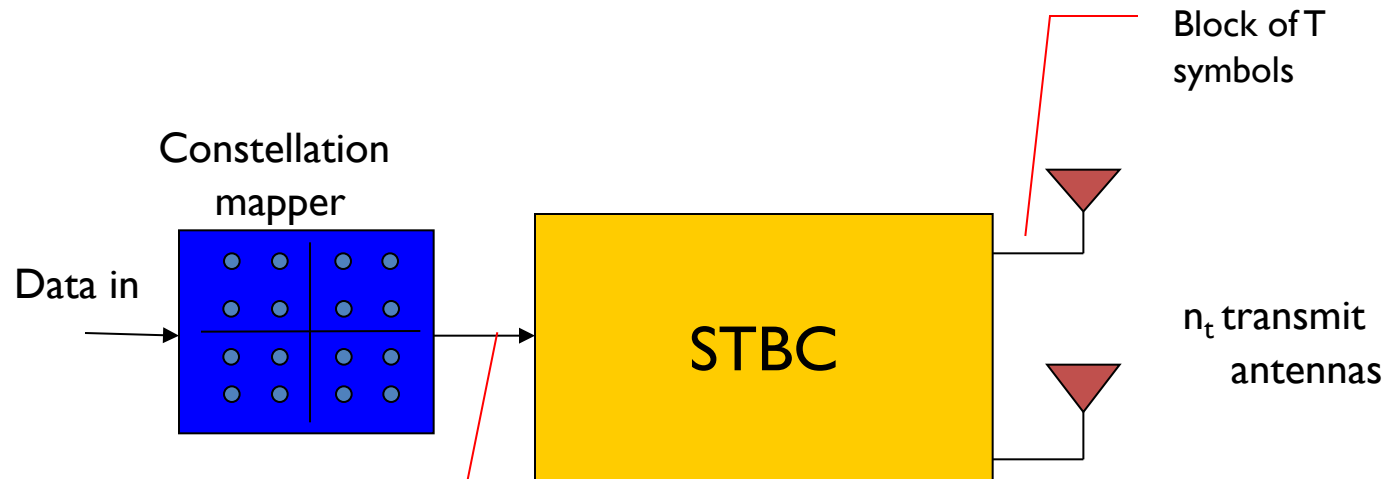 Block of T
symbols
Constellation
mapper
Data in
STBC
nₜ transmit
antennas